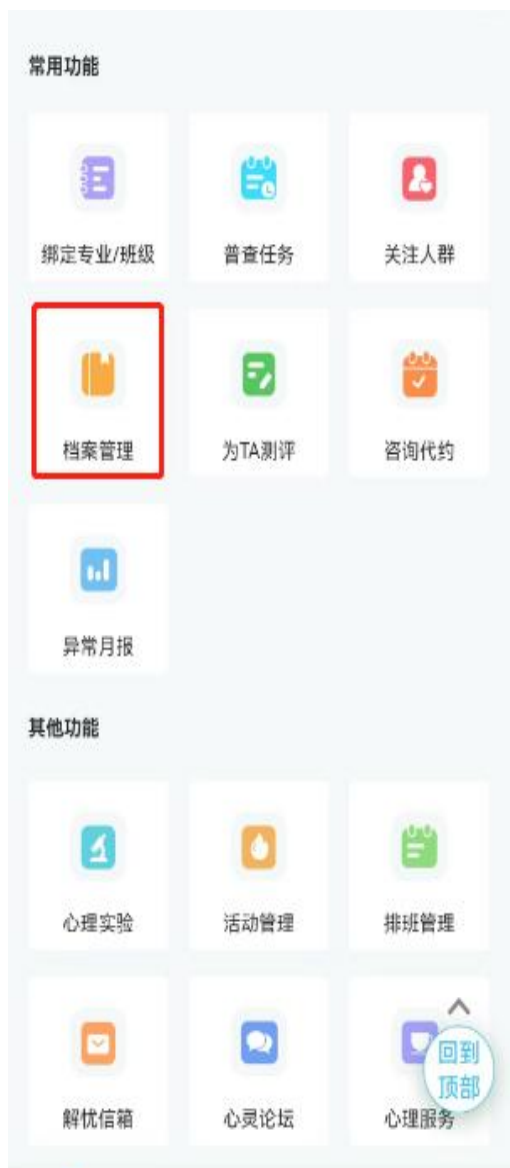 常用功能
绑定专业/班级
普查任务
关注人群
档案管理
为TA测评
咨询代约
异常月报
其他功能
心理实验
活动管理
排班管理
解忧信箱
心灵论坛
心理服务
回到
顶部